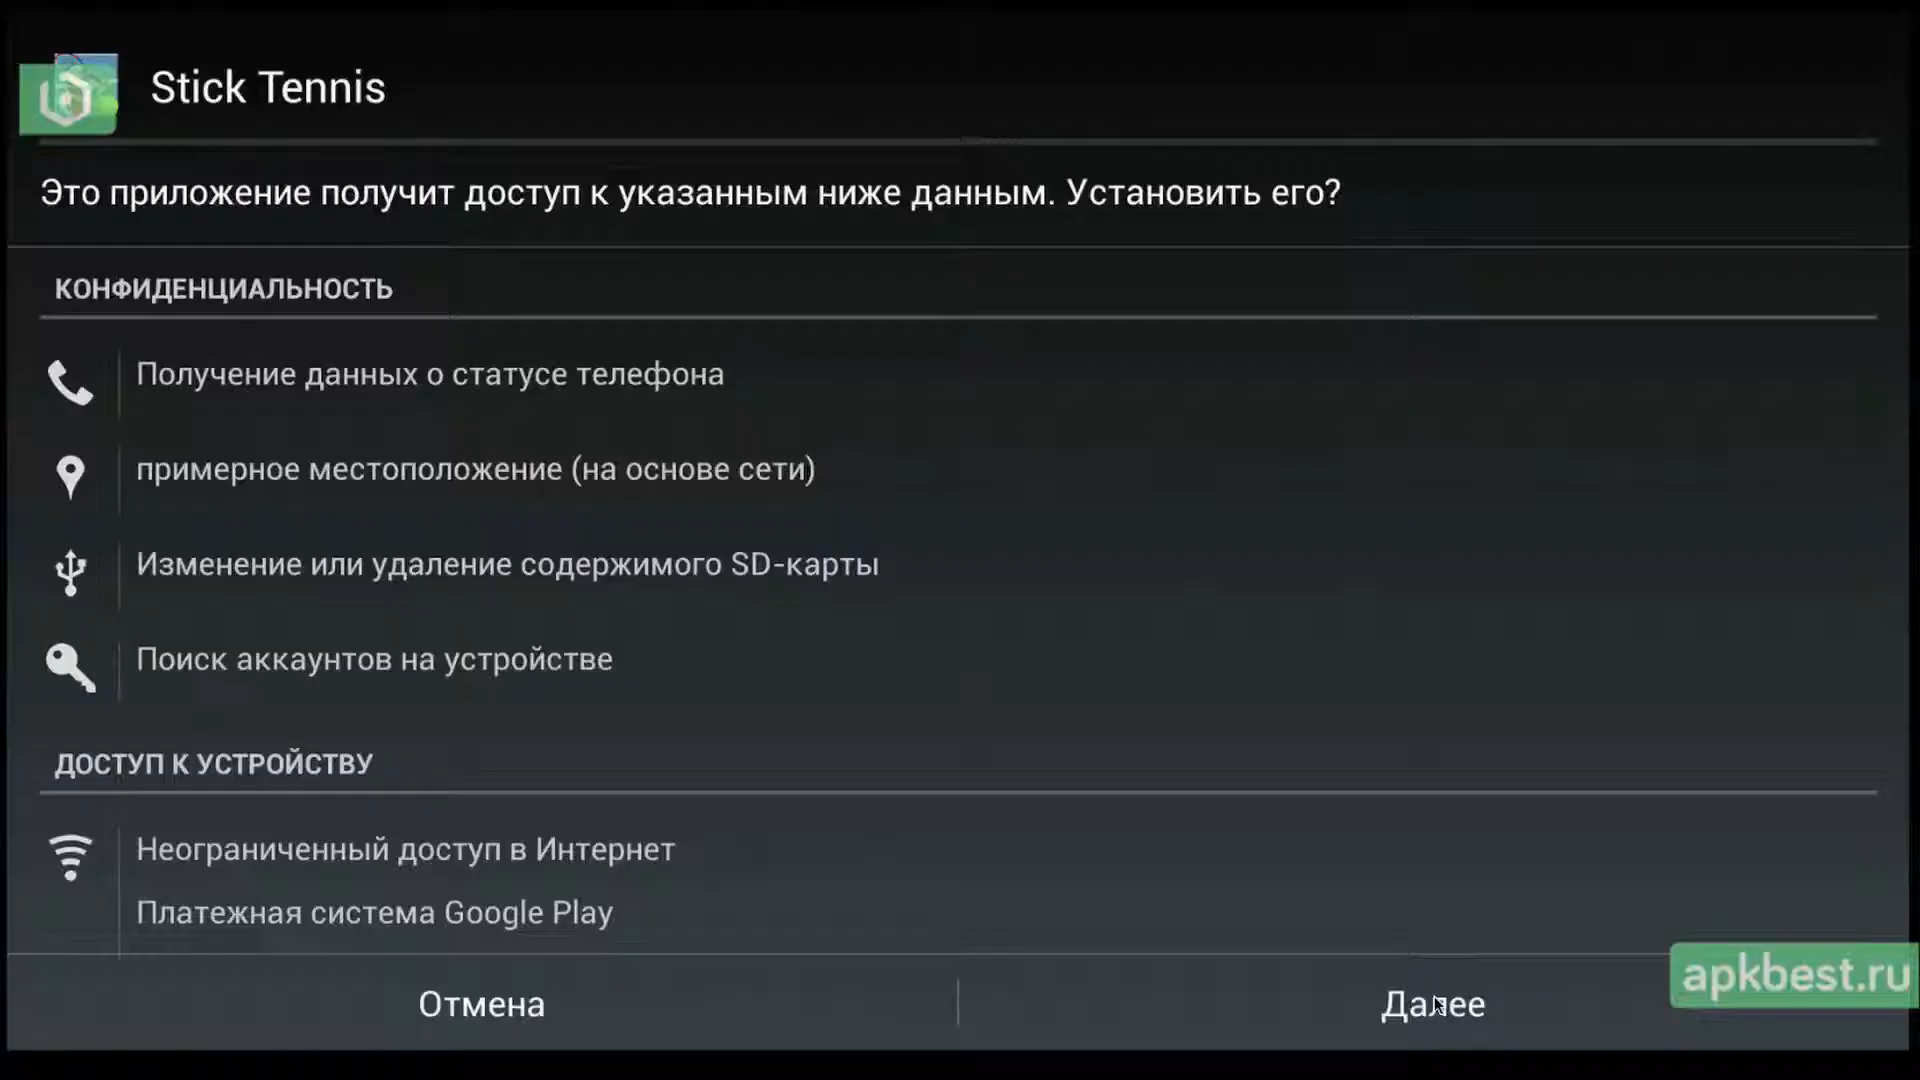 Stick Tennis
Это приложение получит доступ к указанным ниже данным. Установить его?
КОНФИДЕНЦИАЛЬНОСТЬ
Получение данных о статусе телефона
примерное местоположение (на основе сети)
Изменение или удаление содержимого SD-карты
Поиск аккаунтов на устройстве
ДОСТУП К УСТРОЙСТВУ
Неограниченный доступ в Интернет
Платежная система Google Play
apkbest.ru
Отмена
Далее